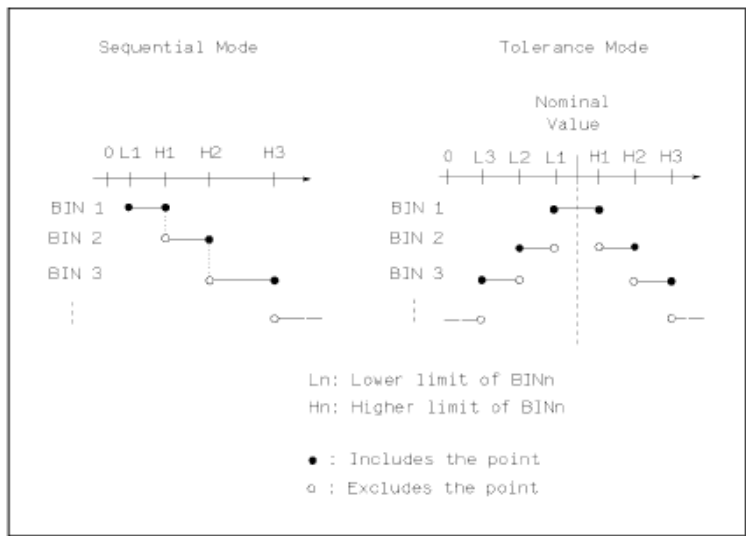 Sequential Mode
0 L1 H1 H2 H3
BIN 1
BIN 2
BIN 3
Tolerance Mode
Nominal
Value
0 L3 L2 L1 H1 H2 H3
BIN 1
BIN 2
BIN 3
Ln: Lower limit of BINn
Hn: Higher limit of BINn
● : Includes the point
○ : Excludes the point